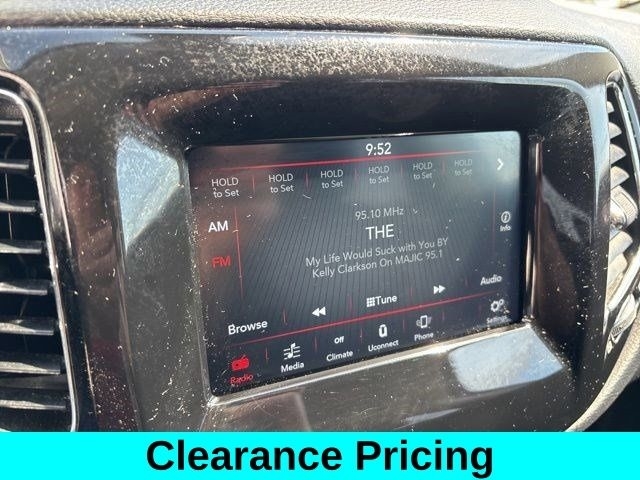 9:52
HOLD HOLD HOLD HOLD HOLD HOLD
to Set to Set to Set to Set to Set to Set
95.10 MHz
AM
THE
Info
FM
My Life Would Suck with You BY
Kelly Clarkson On MAJIC 95.1
Browse
Tune
Audio
Radio
Media
Off
Climate
Uconnect
Phone
Settings
Clearance Pricing